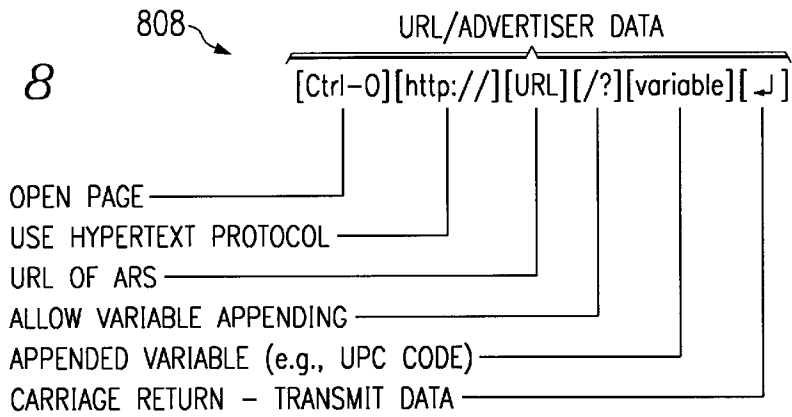 808
URL/ADVERTISER DATA
8
[Ctrl-O][http://][URL][/?][variable][↵]
OPEN PAGE
USE HYPERTEXT PROTOCOL
URL OF ARS
ALLOW VARIABLE APPENDING
APPENDED VARIABLE (e.g., UPC CODE)
CARRIAGE RETURN - TRANSMIT DATA